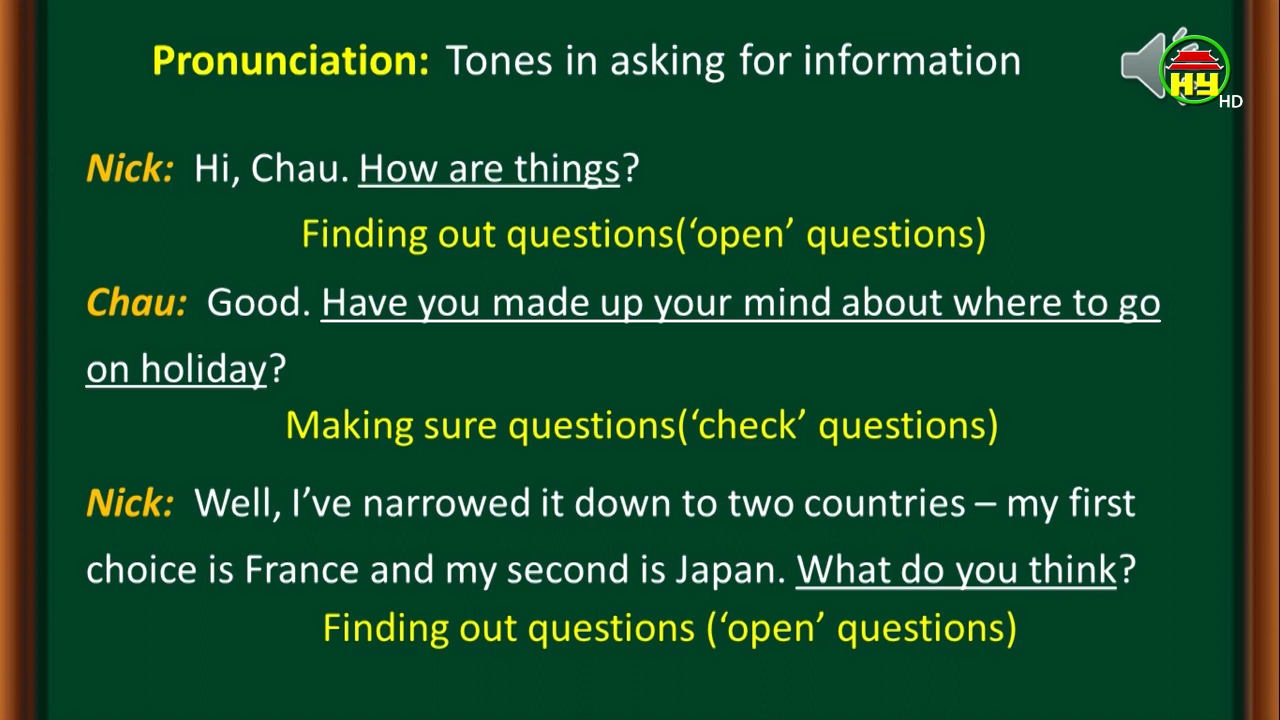 Pronunciation: Tones in asking for information
HY
HD
Nick: Hi, Chau. How are things?
Finding out questions(‘open’ questions)
Chau: Good. Have you made up your mind about where to go
on holiday?
Making sure questions(‘check’ questions)
Nick: Well, I’ve narrowed it down to two countries – my first
choice is France and my second is Japan. What do you think?
Finding out questions (‘open’ questions)